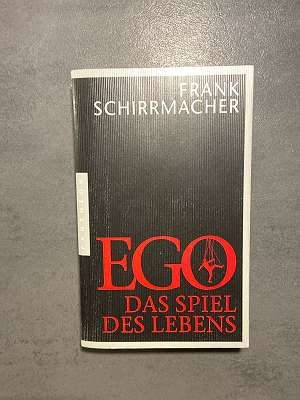 FRANK
SCHIRRMACHER
EGO
DAS SPIEL
DES LEBENS